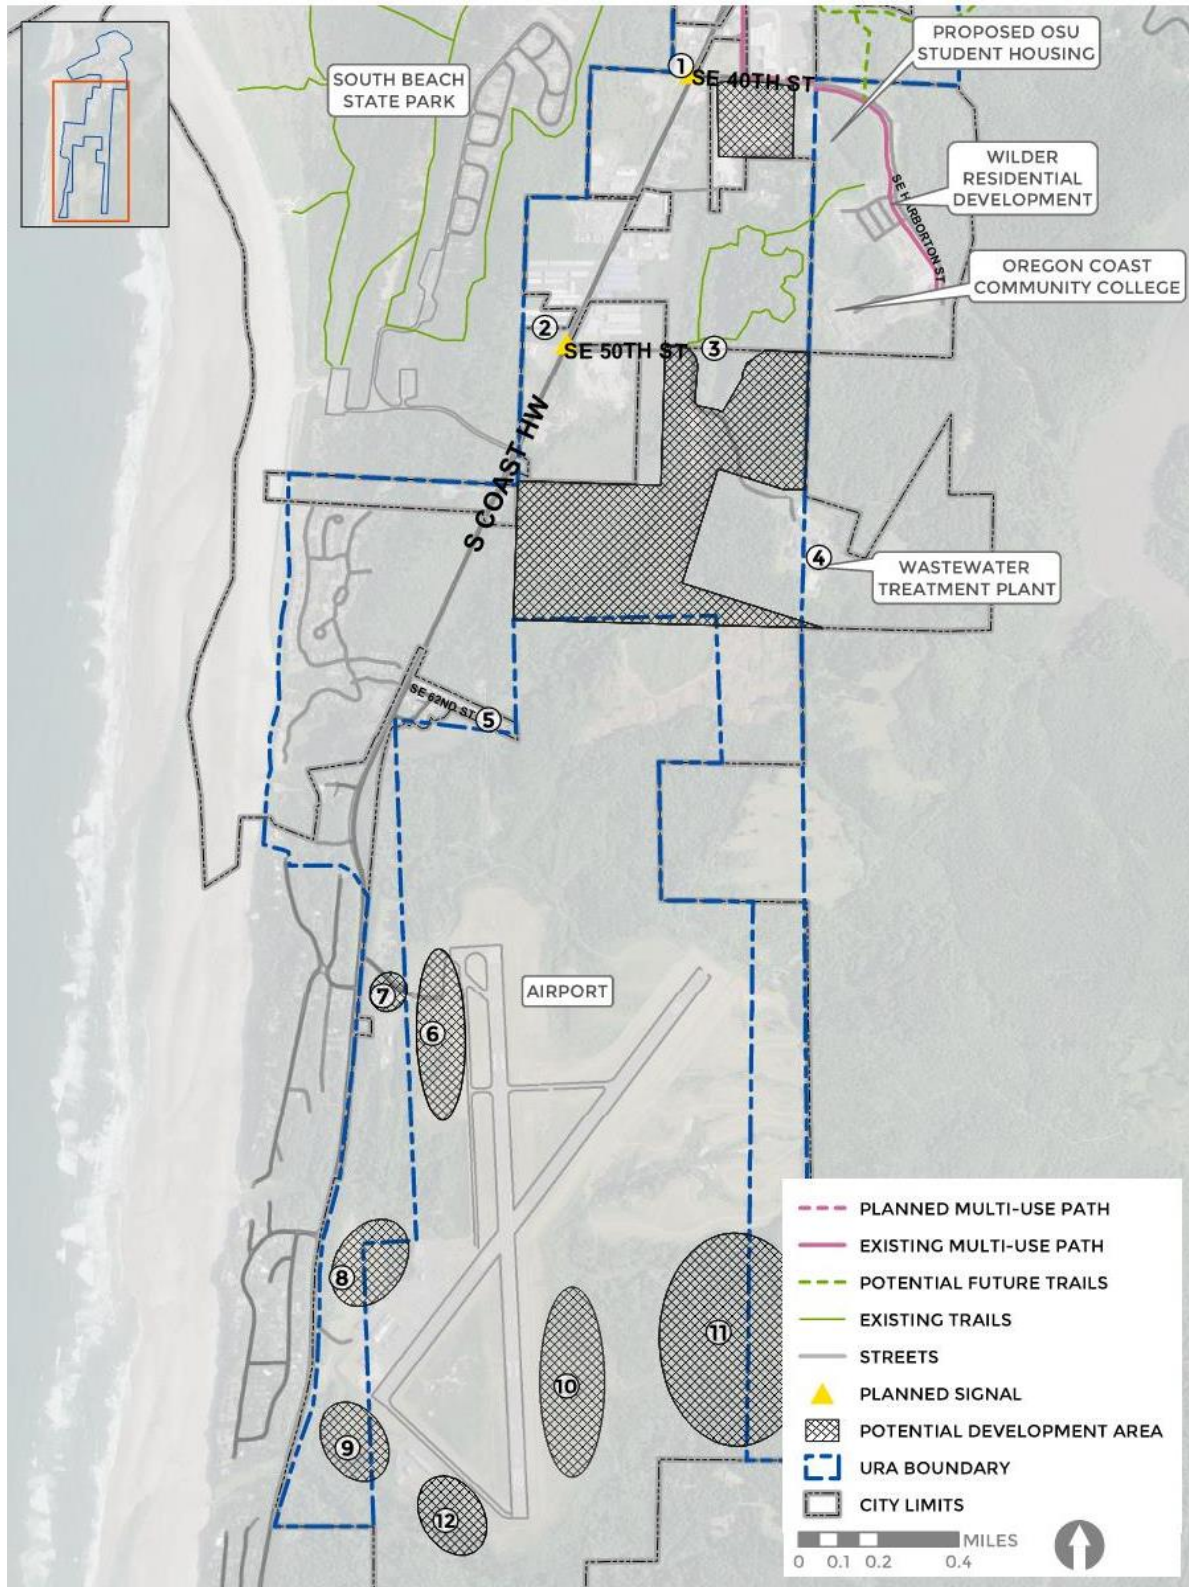 PROPOSED OSU
STUDENT HOUSING
1
SE 40TH ST
SOUTH BEACH
STATE PARK
WILDER
RESIDENTIAL
DEVELOPMENT
SE HARBORTON ST
OREGON COAST
COMMUNITY COLLEGE
2
SE 50TH ST
3
S COAST HW
4
WASTEWATER
TREATMENT PLANT
SE 62ND ST
5
AIRPORT
7
6
8
11
10
9
12
PLANNED MULTI-USE PATH
EXISTING MULTI-USE PATH
POTENTIAL FUTURE TRAILS
EXISTING TRAILS
STREETS
PLANNED SIGNAL
POTENTIAL DEVELOPMENT AREA
URA BOUNDARY
CITY LIMITS
MILES
0 0.1 0.2 0.4